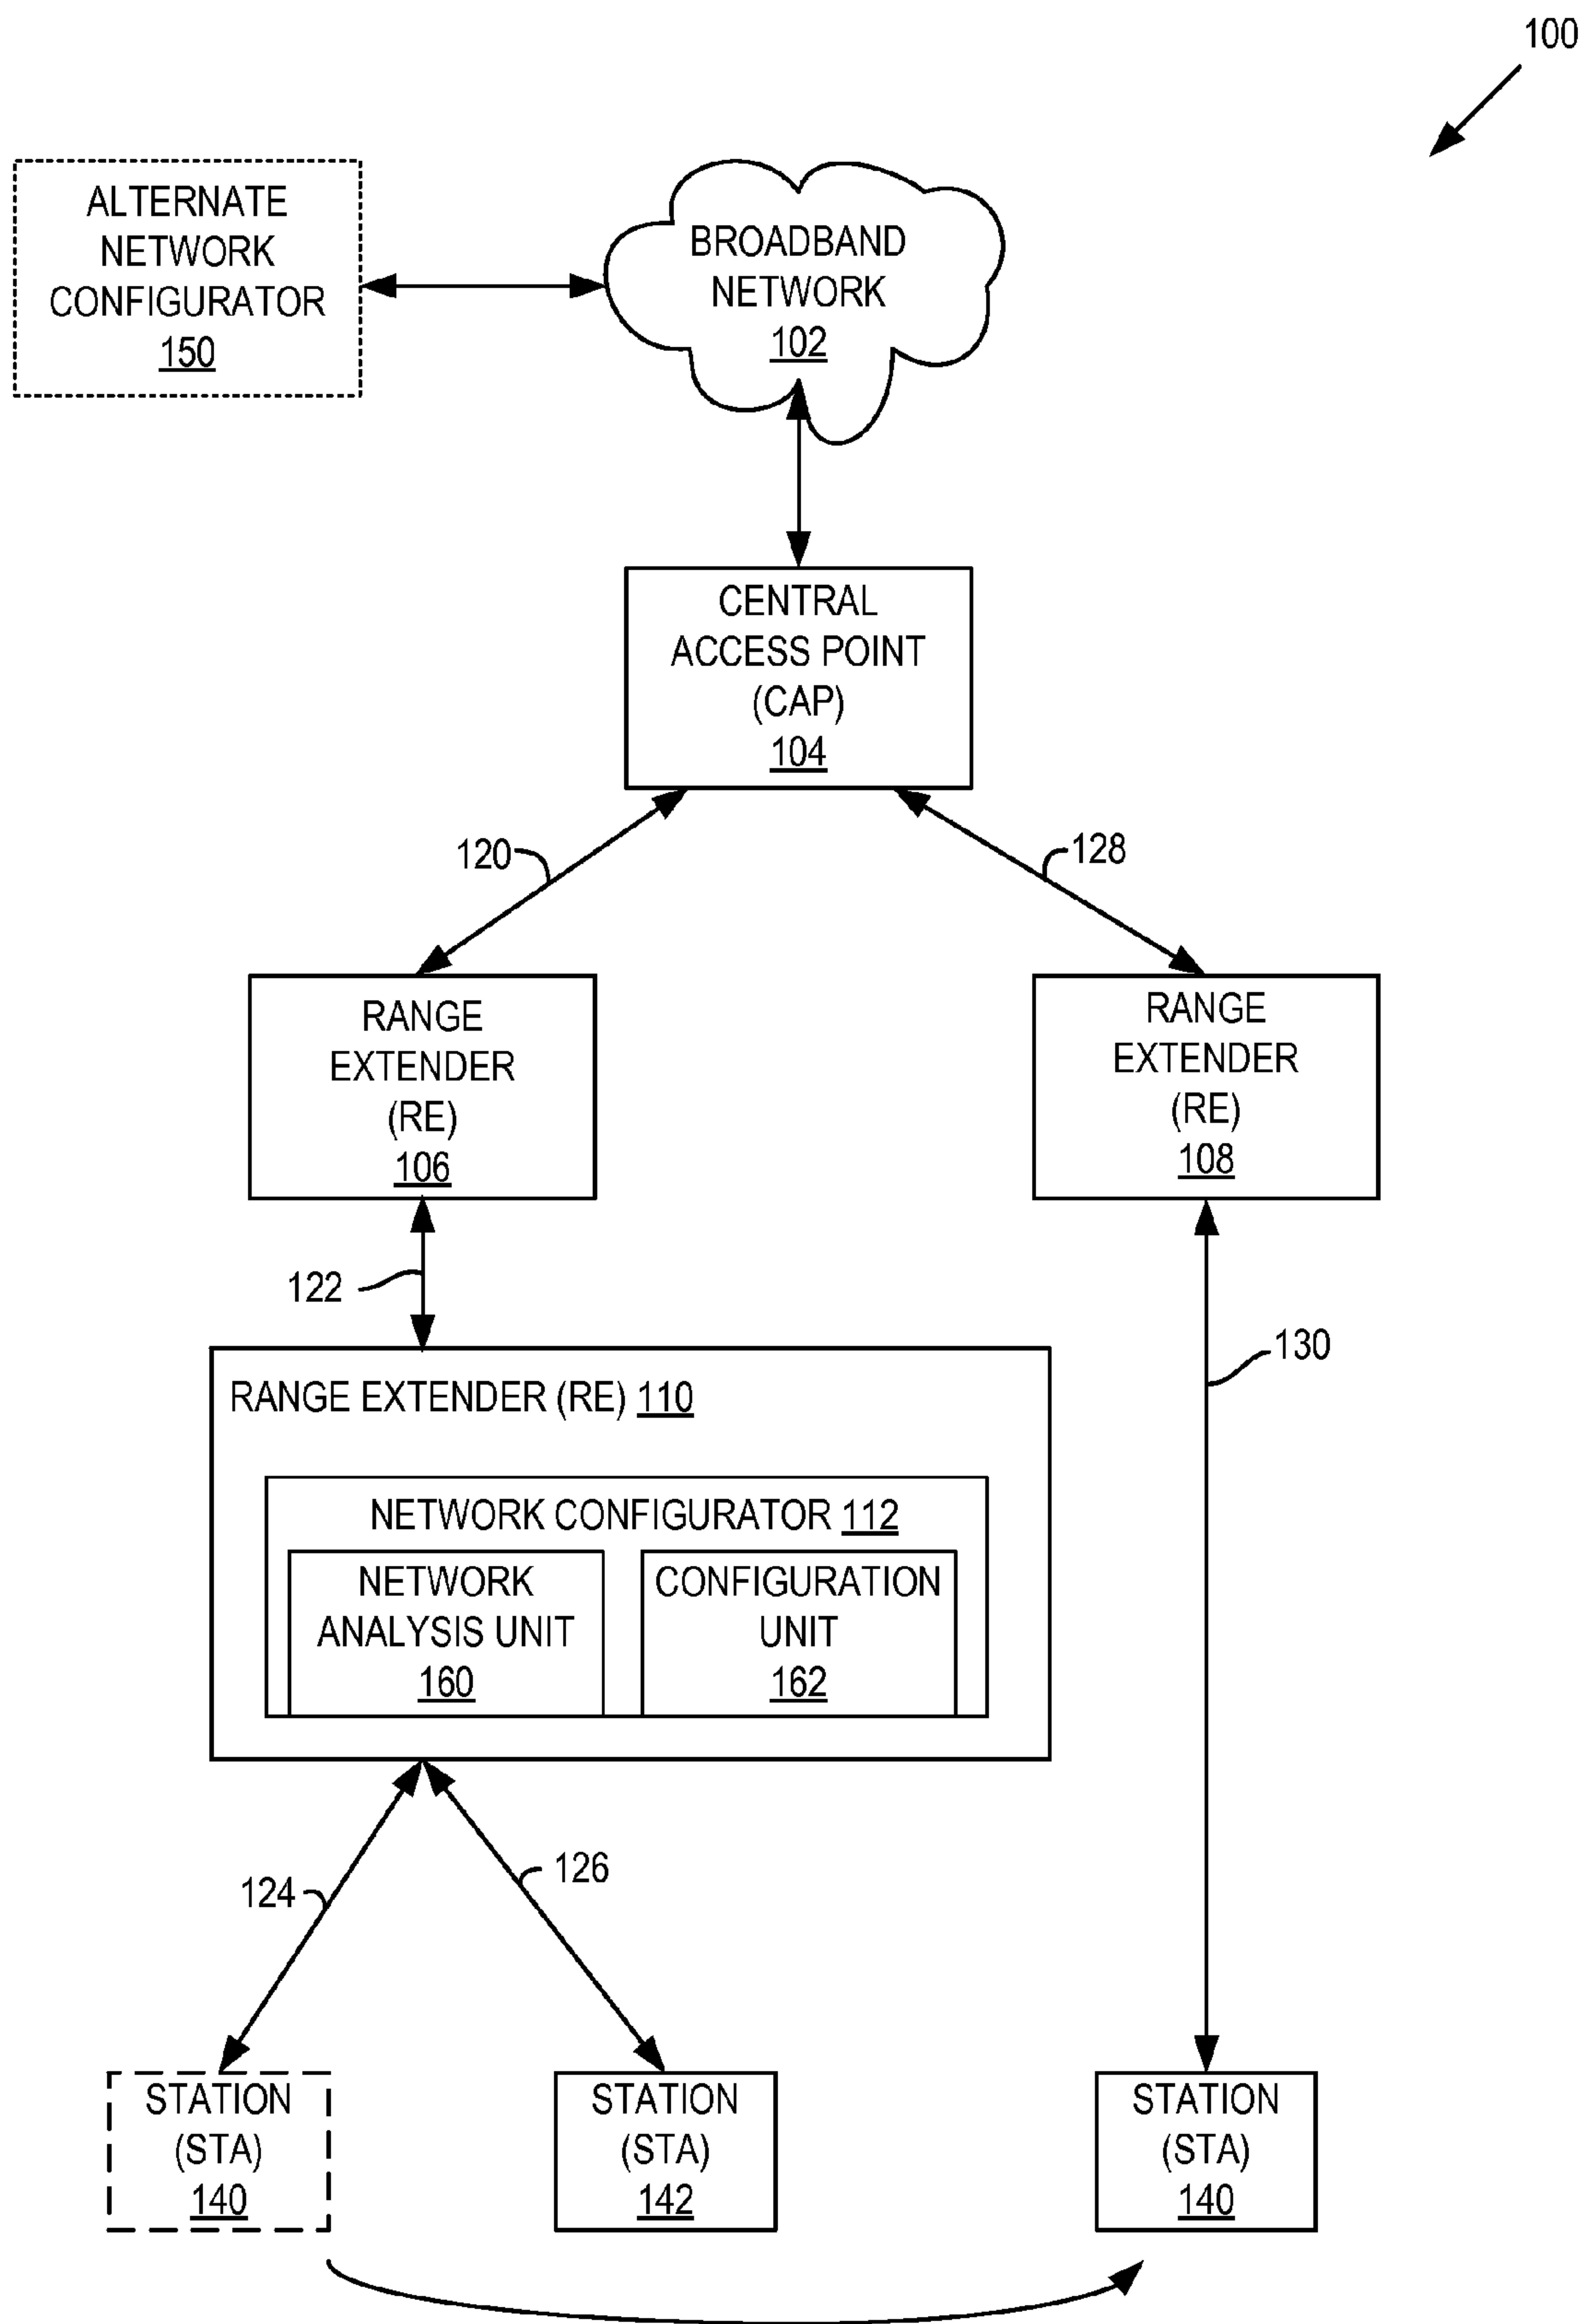 100
ALTERNATE
NETWORK
CONFIGURATOR
150
BROADBAND
NETWORK
102
CENTRAL
ACCESS POINT
(CAP)
104
120
128
RANGE
EXTENDER
(RE)
106
RANGE
EXTENDER
(RE)
108
122
130
RANGE EXTENDER (RE) 110
NETWORK CONFIGURATOR 112
NETWORK
ANALYSIS UNIT
160
CONFIGURATION
UNIT
162
124
126
STATION
(STA)
140
STATION
(STA)
142
STATION
(STA)
140